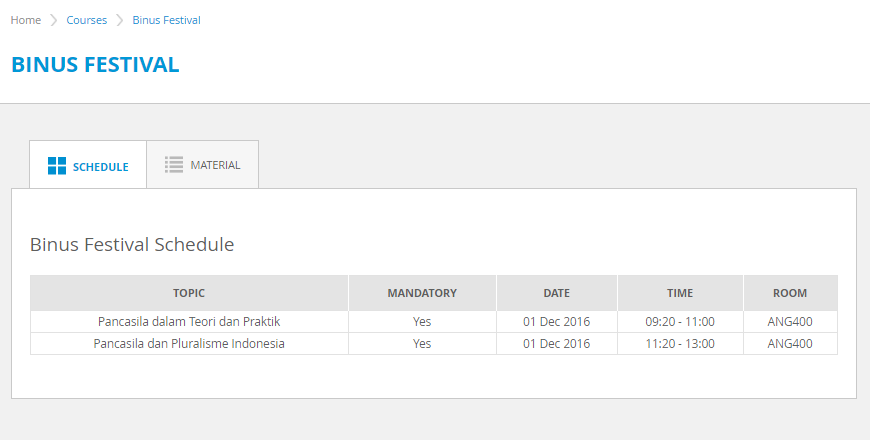 Home Courses Binus Festival
BINUS FESTIVAL
SCHEDULE MATERIAL
Binus Festival Schedule
TOPIC MANDATORY DATE TIME ROOM
Pancasila dalam Teori dan Praktik Yes 01 Dec 2016 09:20 - 11:00 ANG400
Pancasila dan Pluralisme Indonesia Yes 01 Dec 2016 11:20 - 13:00 ANG400